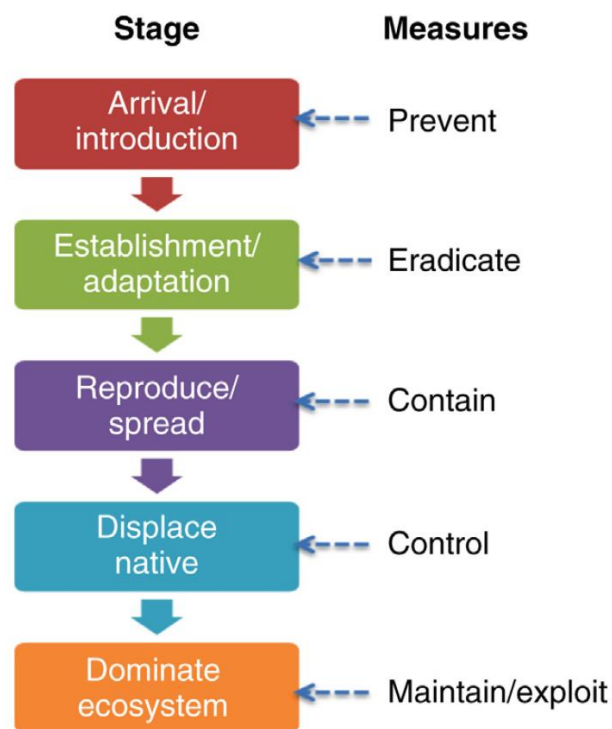 Stage Measures
Arrival/
introduction
Prevent
Establishment/
adaptation
Eradicate
Reproduce/
spread
Contain
Displace
native
Control
Dominate
ecosystem
Maintain/exploit